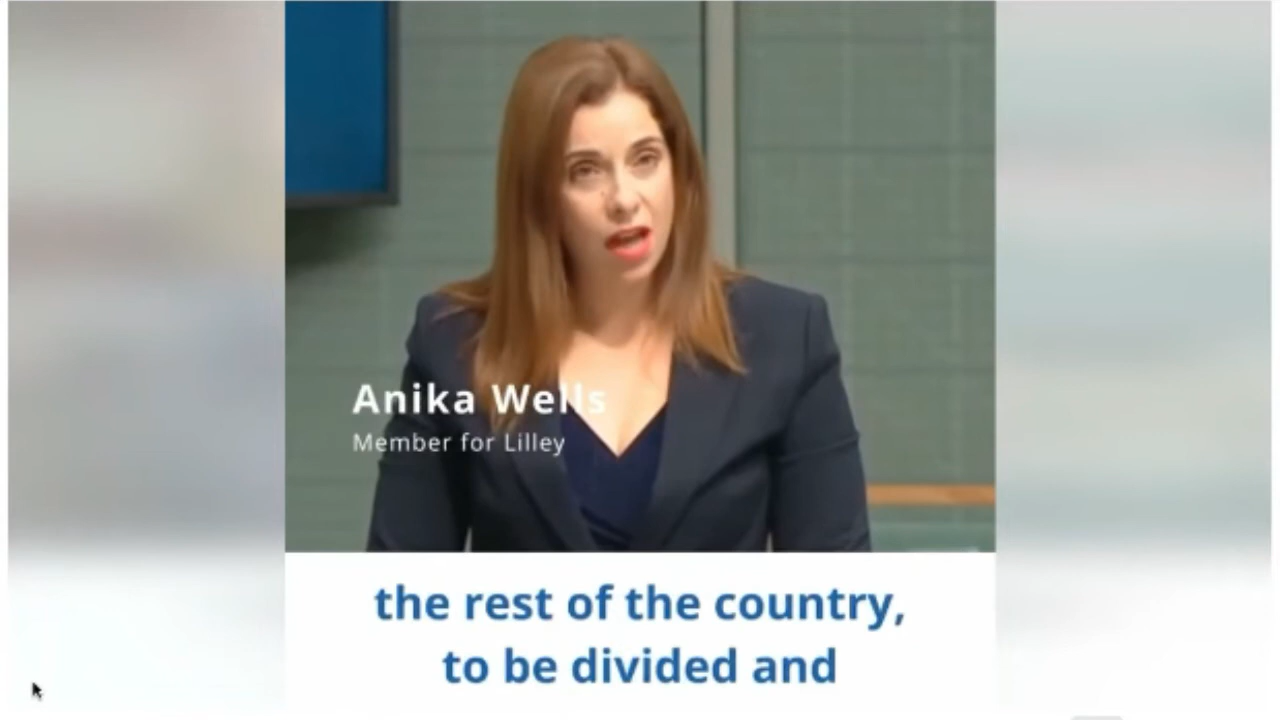 Anika Wells
Member for Lilley
the rest of the country,
to be divided and